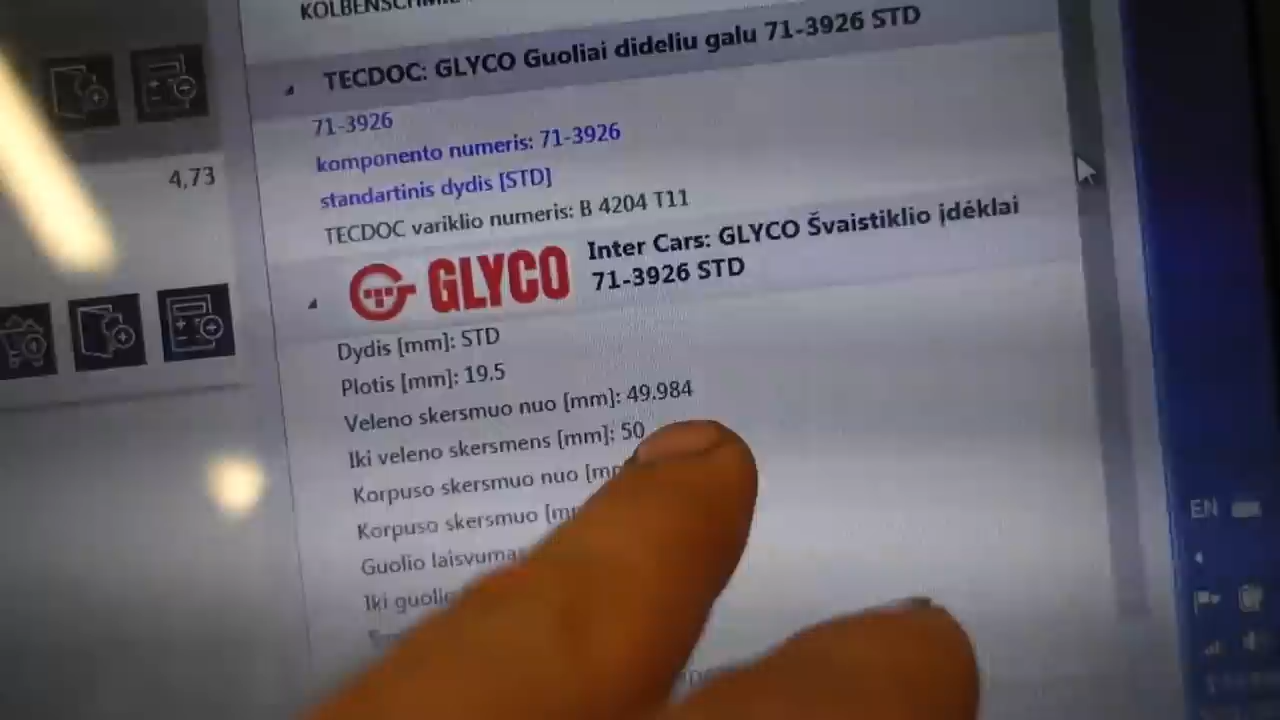 KOLBENSCHMI
TECDOC: GLYCO Guoliai dideliu galu 71-3926 STD
71-3926
komponento numeris: 71-3926
standartinis dydis [STD]
4,73
TECDOC variklio numeris: B 4204 T11
GLYCO
Inter Cars: GLYCO Švaistiklio įdėklai
71-3926 STD
Dydis [mm]: STD
Plotis [mm]: 19.5
Veleno skersmuo nuo [mm]: 49.984
Iki veleno skersmens [mm]: 50
Korpuso skersmuo nuo [m
Korpuso skersmuo [m
Guolio laisvuma
Iki guoli
EN